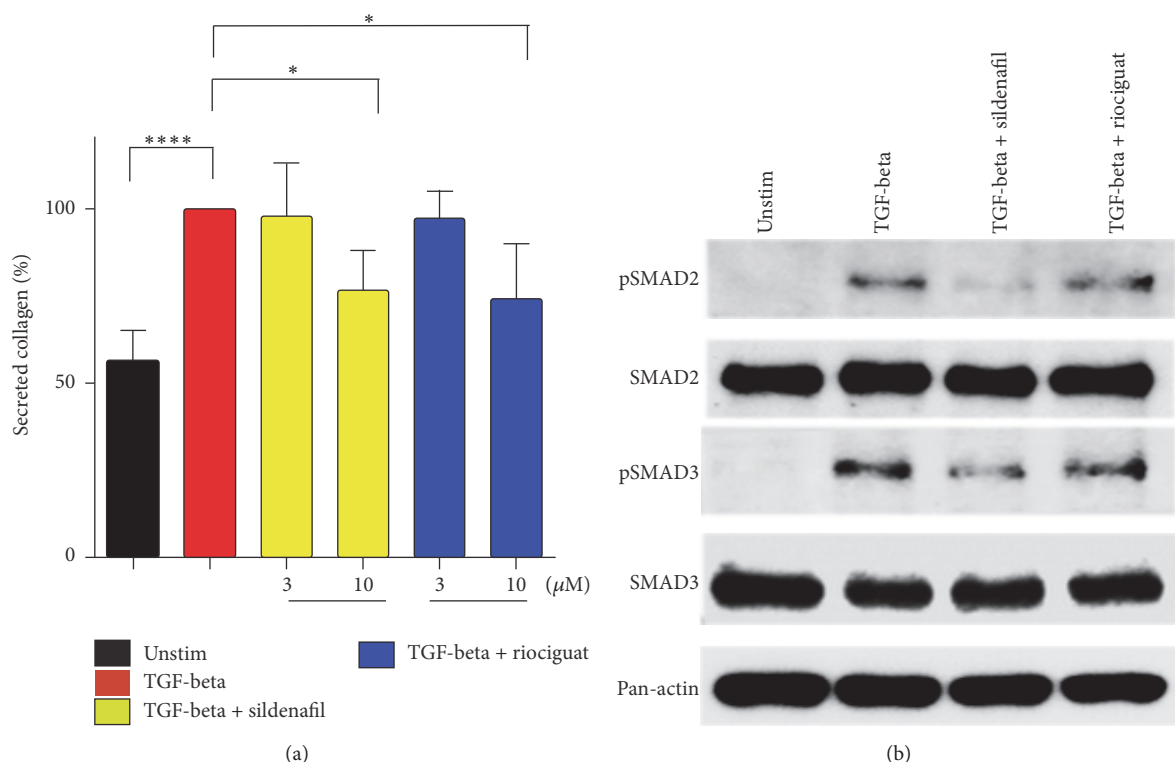 *
*
****
Secreted collagen (%)
100
50
0
3
10
3
10
(μM)
Unstim
TGF-beta
TGF-beta + sildenafil
TGF-beta + riociguat
(a)
Unstim
TGF-beta
TGF-beta + sildenafil
TGF-beta + riociguat
pSMAD2
SMAD2
pSMAD3
SMAD3
Pan-actin
(b)